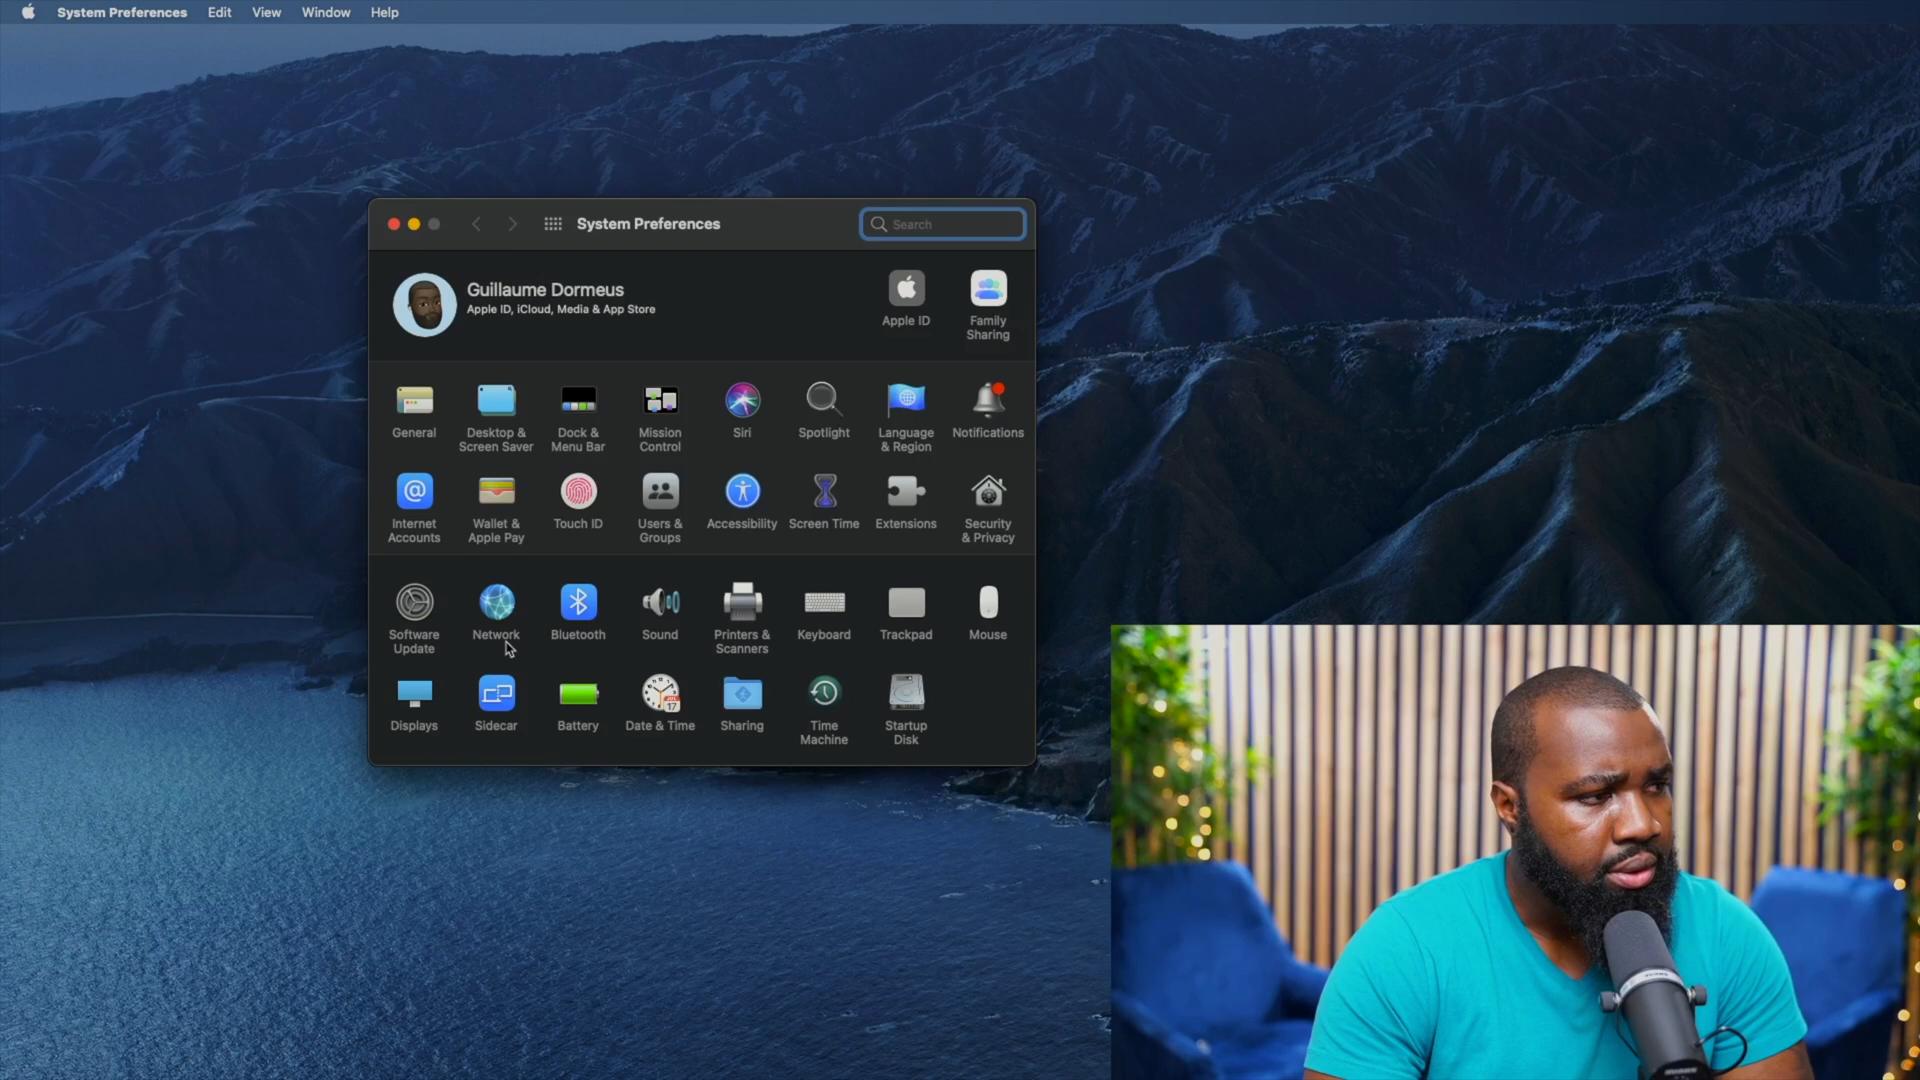 System Preferences Edit View Window Help
System Preferences
Search
Guillaume Dormeus
Apple ID, iCloud, Media & App Store
Apple ID
Family
Sharing
General
Desktop &
Screen Saver
Dock &
Menu Bar
Mission
Control
Siri
Spotlight
Language
& Region
Notifications
Internet
Accounts
Wallet &
Apple Pay
Touch ID
Users &
Groups
Accessibility
Screen Time
Extensions
Security
& Privacy
Software
Update
Network
Bluetooth
Sound
Printers &
Scanners
Keyboard
Trackpad
Mouse
Displays
Sidecar
Battery
JUL
17
Date & Time
Sharing
Time
Machine
Startup
Disk